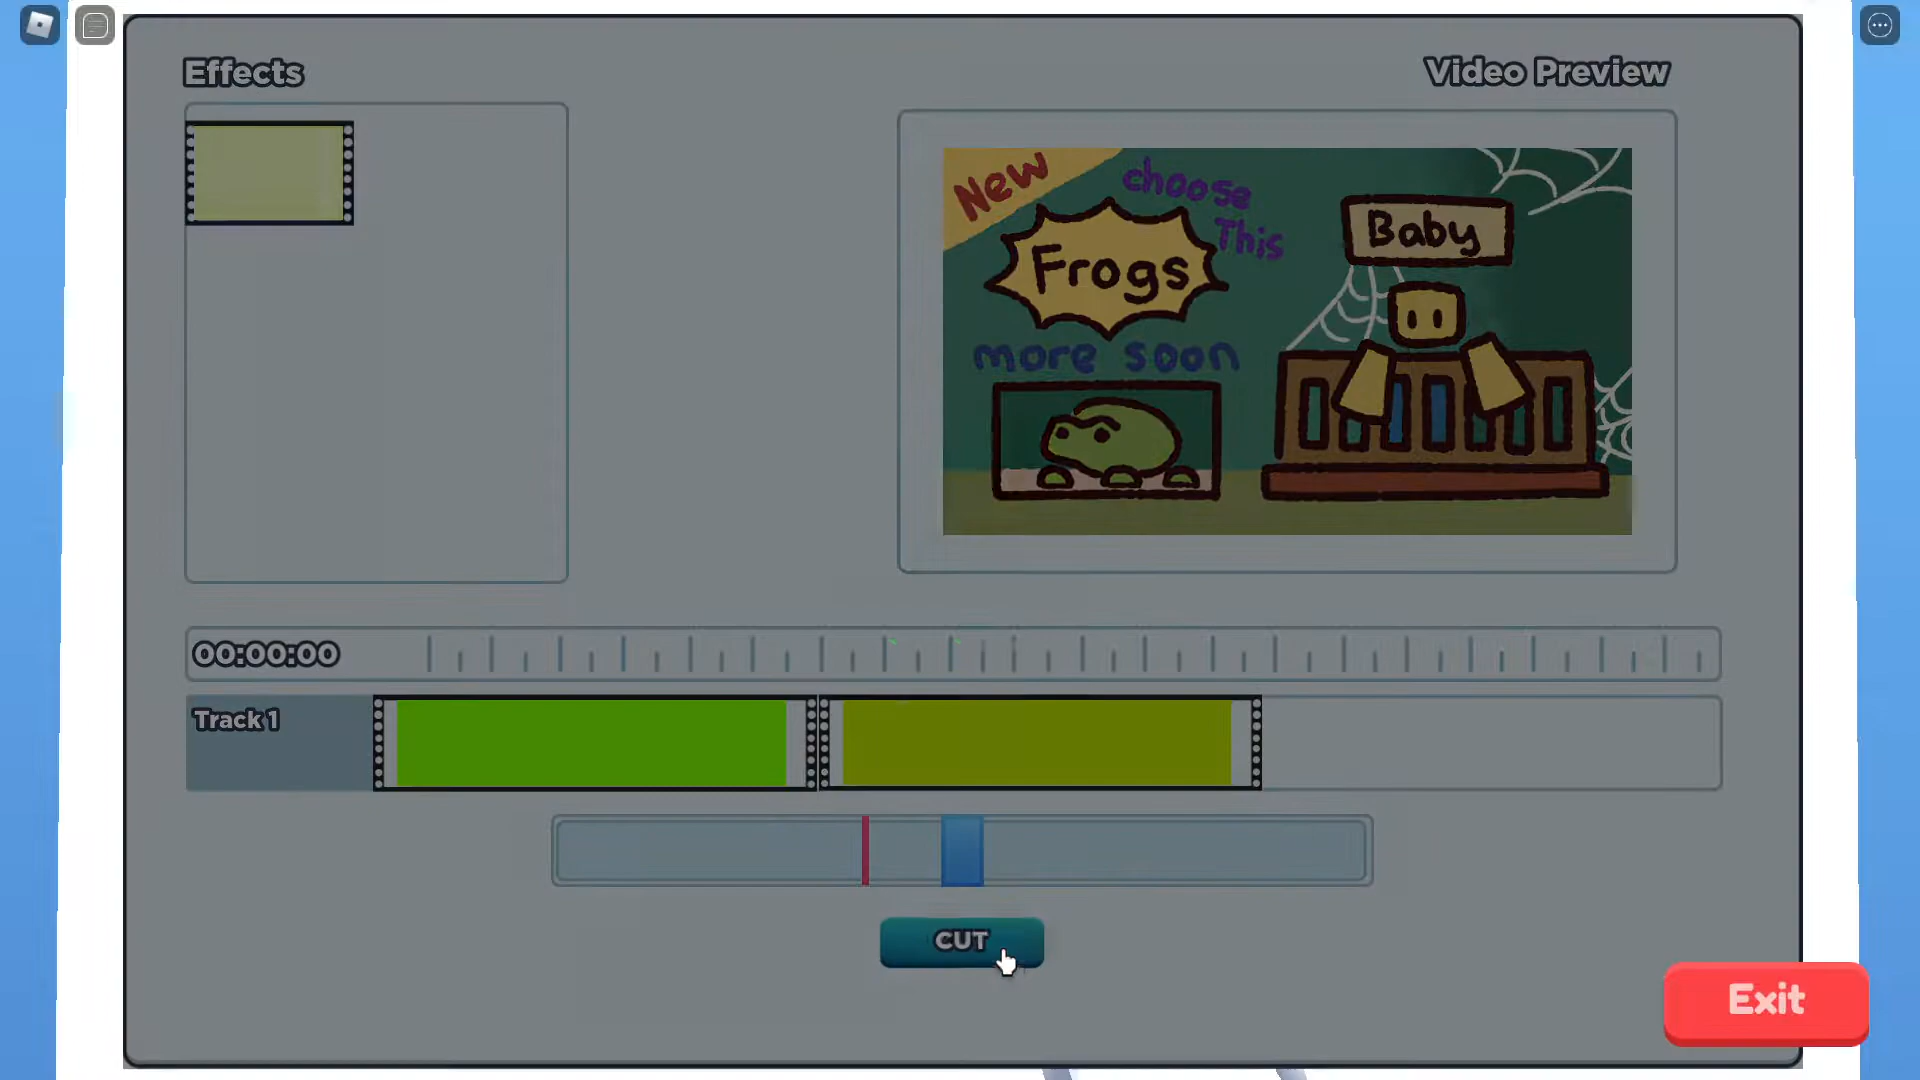 Effects
Video Preview
New
choose
This
Frogs
more soon
Baby
00:00:00
Track 1
CUT
Exit